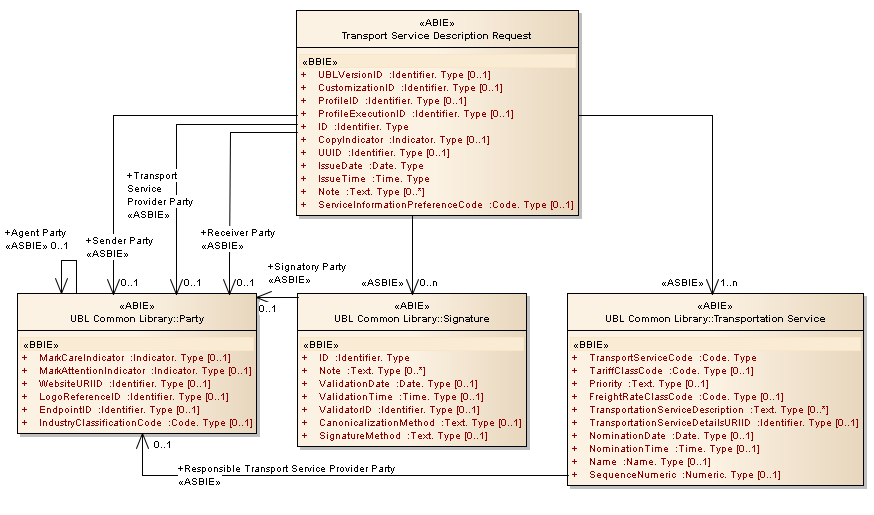 «ABIE»
Transport Service Description Request
«BBIE»
+ UBLVersionID :Identifier. Type [0..1]
+ CustomizationID :Identifier. Type [0..1]
+ ProfileID :Identifier. Type [0..1]
+ ProfileExecutionID :Identifier. Type [0..1]
+ ID :Identifier. Type
+ CopyIndicator :Indicator. Type [0..1]
+ UUID :Identifier. Type [0..1]
+ IssueDate :Date. Type
+ IssueTime :Time. Type
+ Note :Text. Type [0..*]
+ ServiceInformationPreferenceCode :Code. Type [0..1]
+Transport
Service
Provider Party
«ASBIE»
+Agent Party
«ASBIE» 0..1
+Sender Party
«ASBIE»
+Receiver Party
«ASBIE»
+Signatory Party
«ASBIE»
0..1
0..1
0..1
0..1
«ASBIE»
0..n
«ASBIE»
1..n
«ABIE»
UBL Common Library::Party
«BBIE»
+ MarkCareIndicator :Indicator. Type [0..1]
+ MarkAttentionIndicator :Indicator. Type [0..1]
+ WebsiteURIID :Identifier. Type [0..1]
+ LogoReferenceID :Identifier. Type [0..1]
+ EndpointID :Identifier. Type [0..1]
+ IndustryClassificationCode :Code. Type [0..1]
«ABIE»
UBL Common Library::Signature
«BBIE»
+ ID :Identifier. Type
+ Note :Text. Type [0..*]
+ ValidationDate :Date. Type [0..1]
+ ValidationTime :Time. Type [0..1]
+ ValidatorID :Identifier. Type [0..1]
+ CanonicalizationMethod :Text. Type [0..1]
+ SignatureMethod :Text. Type [0..1]
«ABIE»
UBL Common Library::Transportation Service
«BBIE»
+ TransportServiceCode :Code. Type
+ TariffClassCode :Code. Type [0..1]
+ Priority :Text. Type [0..1]
+ FreightRateClassCode :Code. Type [0..1]
+ TransportationServiceDescription :Text. Type [0..*]
+ TransportationServiceDetailsURIID :Identifier. Type [0..1]
+ NominationDate :Date. Type [0..1]
+ NominationTime :Time. Type [0..1]
+ Name :Name. Type [0..1]
+ SequenceNumeric :Numeric. Type [0..1]
0..1
+Responsible Transport Service Provider Party
«ASBIE»